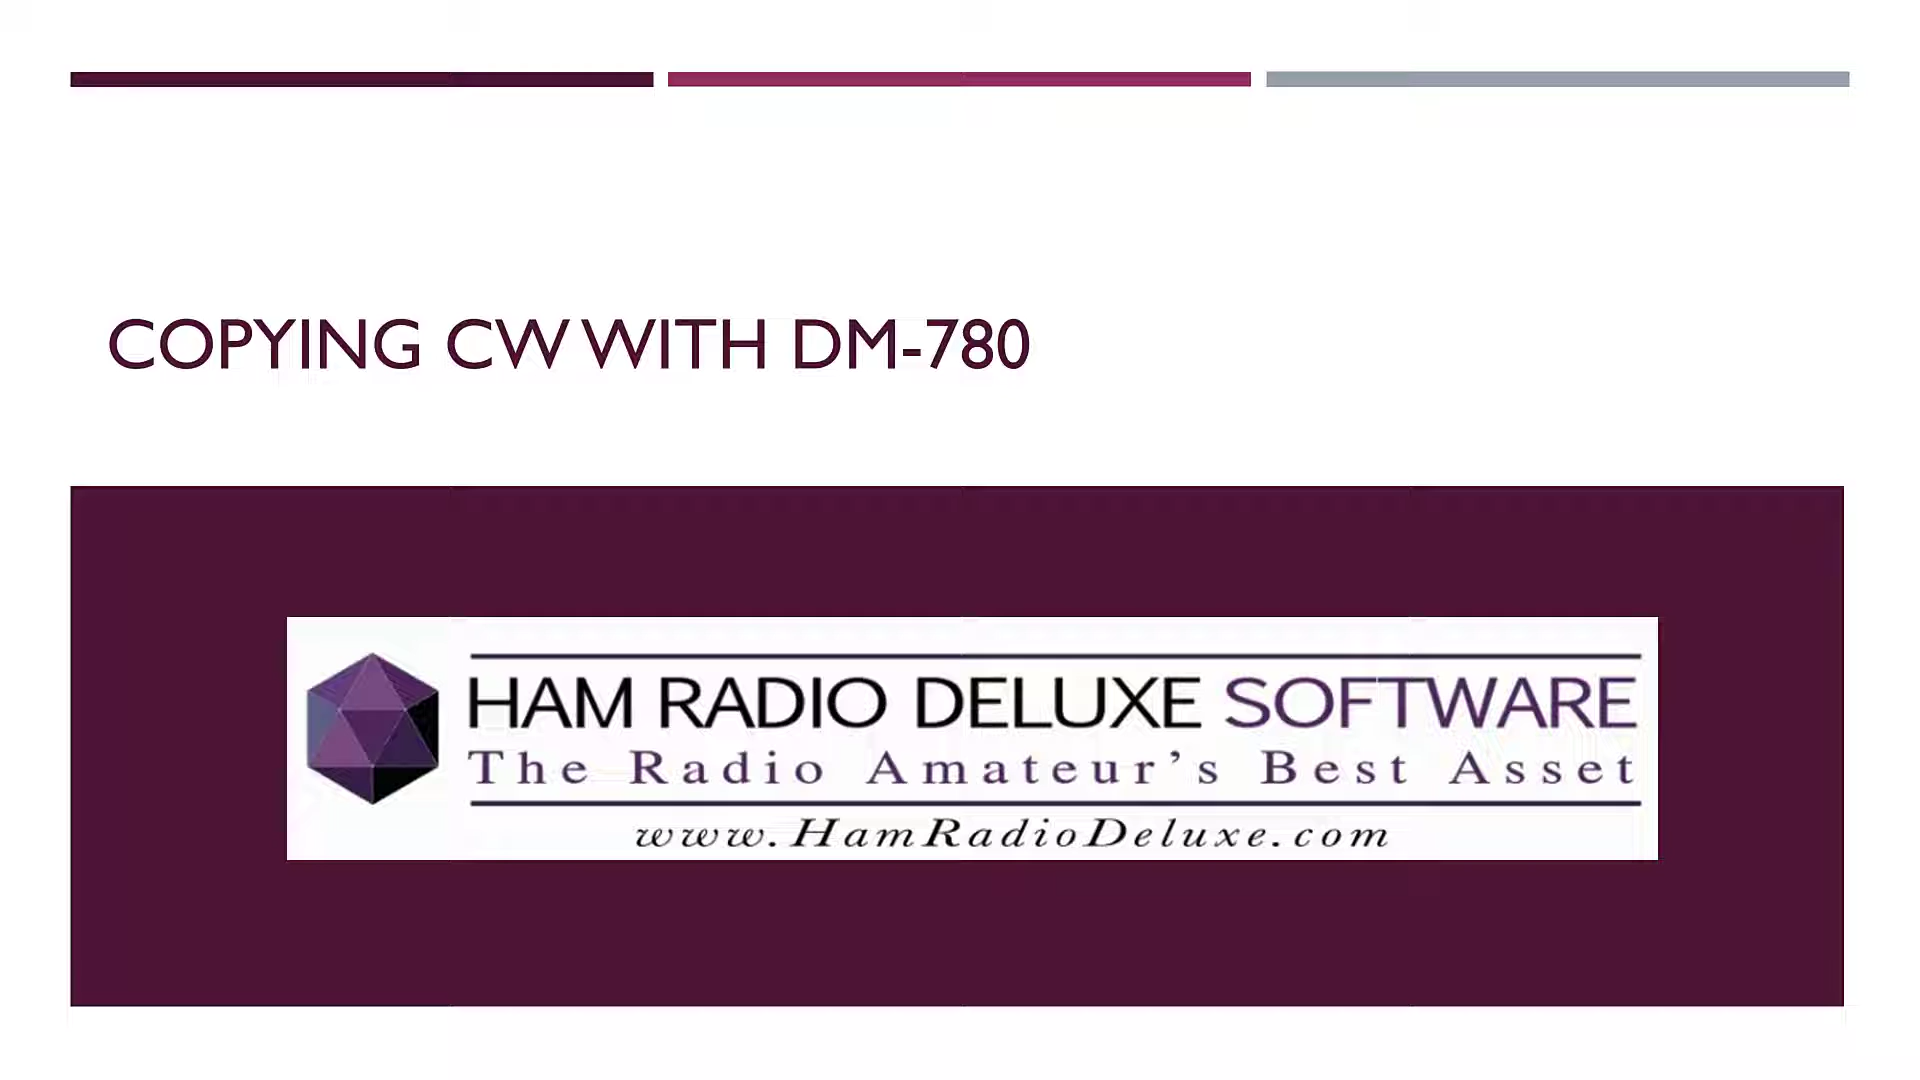 COPYING CW WITH DM-780
HAM RADIO DELUXE SOFTWARE
The Radio Amateur's Best Asset
www.HamRadioDeluxe.com